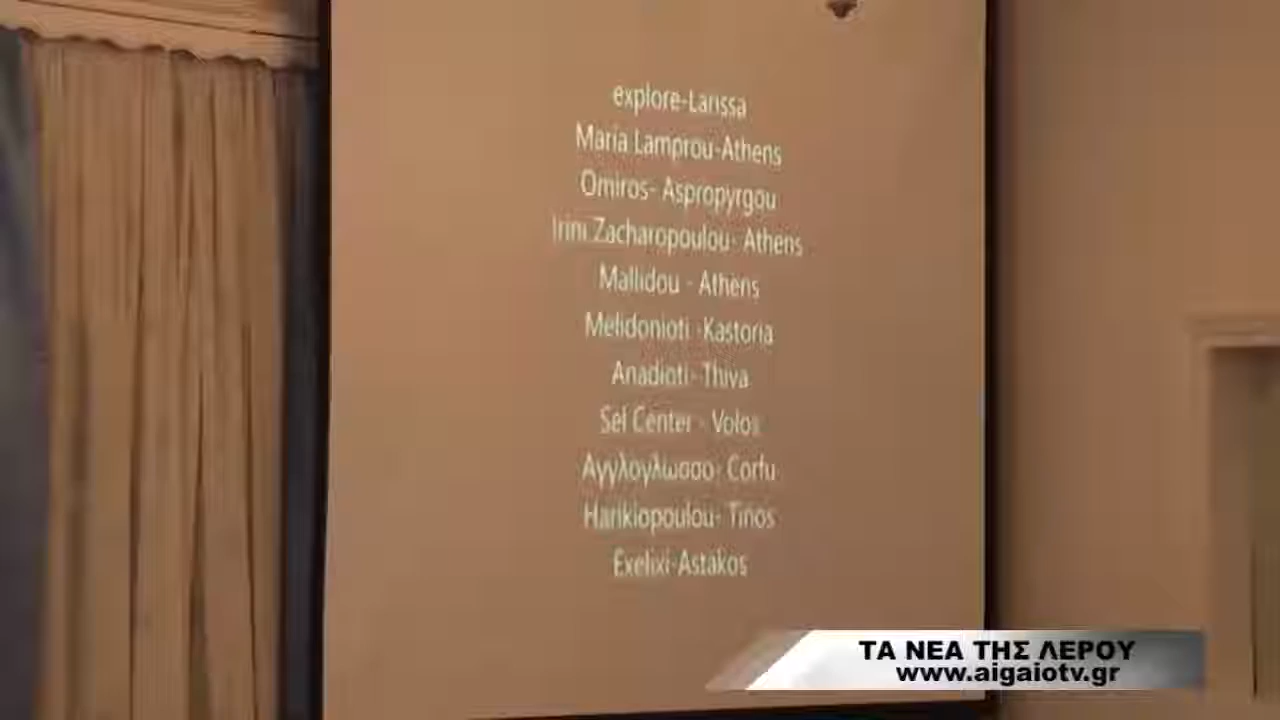 explore-Larissa
Maria Lamprou-Athens
Omiros- Aspropyrgou
Irini Zacharopoulou- Athens
Mallidou - Athens
Melidonioti -Kastoria
Anadioti- Thiva
Sel Center - Volos
Αγγλογλωσσο- Corfu
Harikiopoulou- Tinos
Exelixi-Astakos
ΤΑ ΝΕΑ ΤΗΣ ΛΕΡΟΥ
www.aigaiotv.gr